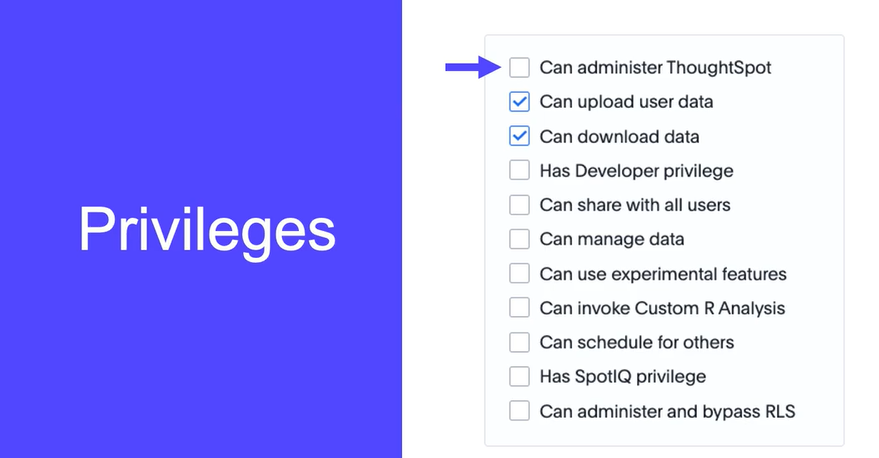 Privileges
Can administer ThoughtSpot
Can upload user data
Can download data
Has Developer privilege
Can share with all users
Can manage data
Can use experimental features
Can invoke Custom R Analysis
Can schedule for others
Has SpotIQ privilege
Can administer and bypass RLS